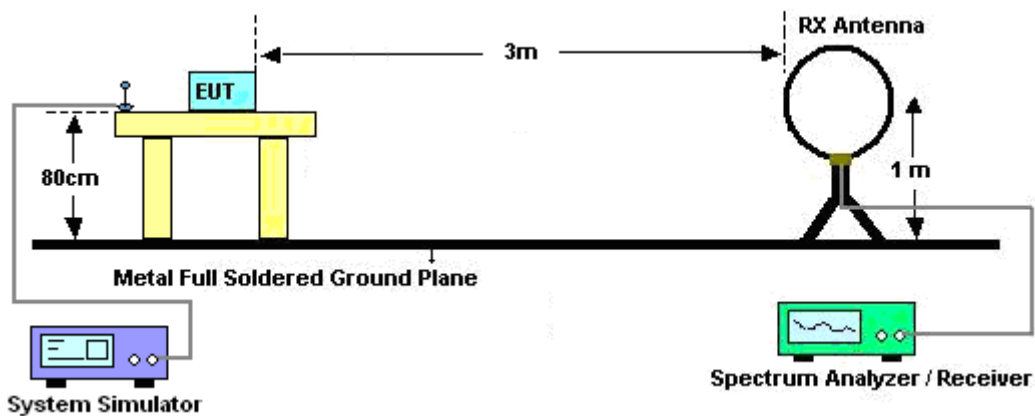 RX Antenna
3m
EUT
80cm
1 m
Metal Full Soldered Ground Plane
System Simulator
Spectrum Analyzer / Receiver